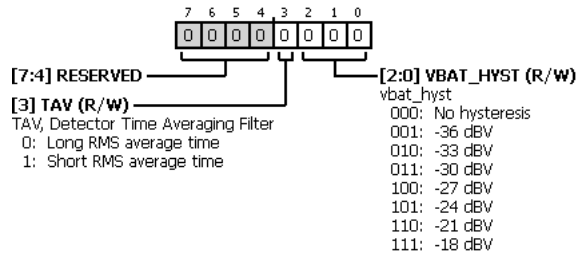 7 6 5 4 3 2 1 0
0 0 0 0 0 0 0 0
[7:4] RESERVED
[3] TAV (R/W)
TAV, Detector Time Averaging Filter
0: Long RMS average time
1: Short RMS average time
[2:0] VBAT_HYST (R/W)
vbat_hyst
000: No hysteresis
001: -36 dBV
010: -33 dBV
011: -30 dBV
100: -27 dBV
101: -24 dBV
110: -21 dBV
111: -18 dBV